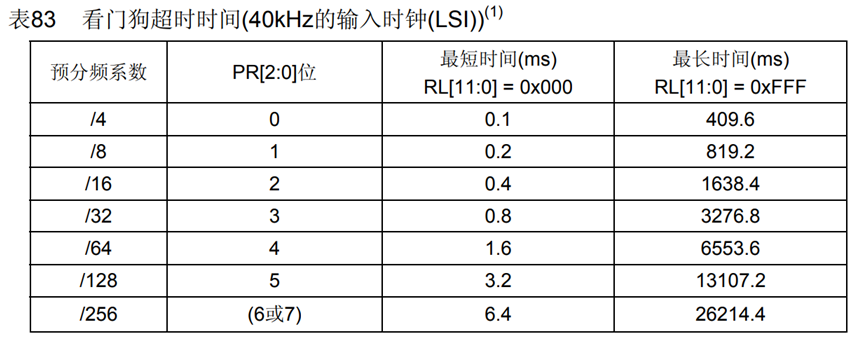 表83 看门狗超时时间(40kHz的输入时钟(LSI))(1)
预分频系数 PR[2:0]位 最短时间(ms) RL[11:0] = 0x000 最长时间(ms) RL[11:0] = 0xFFF
/4 0 0.1 409.6
/8 1 0.2 819.2
/16 2 0.4 1638.4
/32 3 0.8 3276.8
/64 4 1.6 6553.6
/128 5 3.2 13107.2
/256 (6或7) 6.4 26214.4